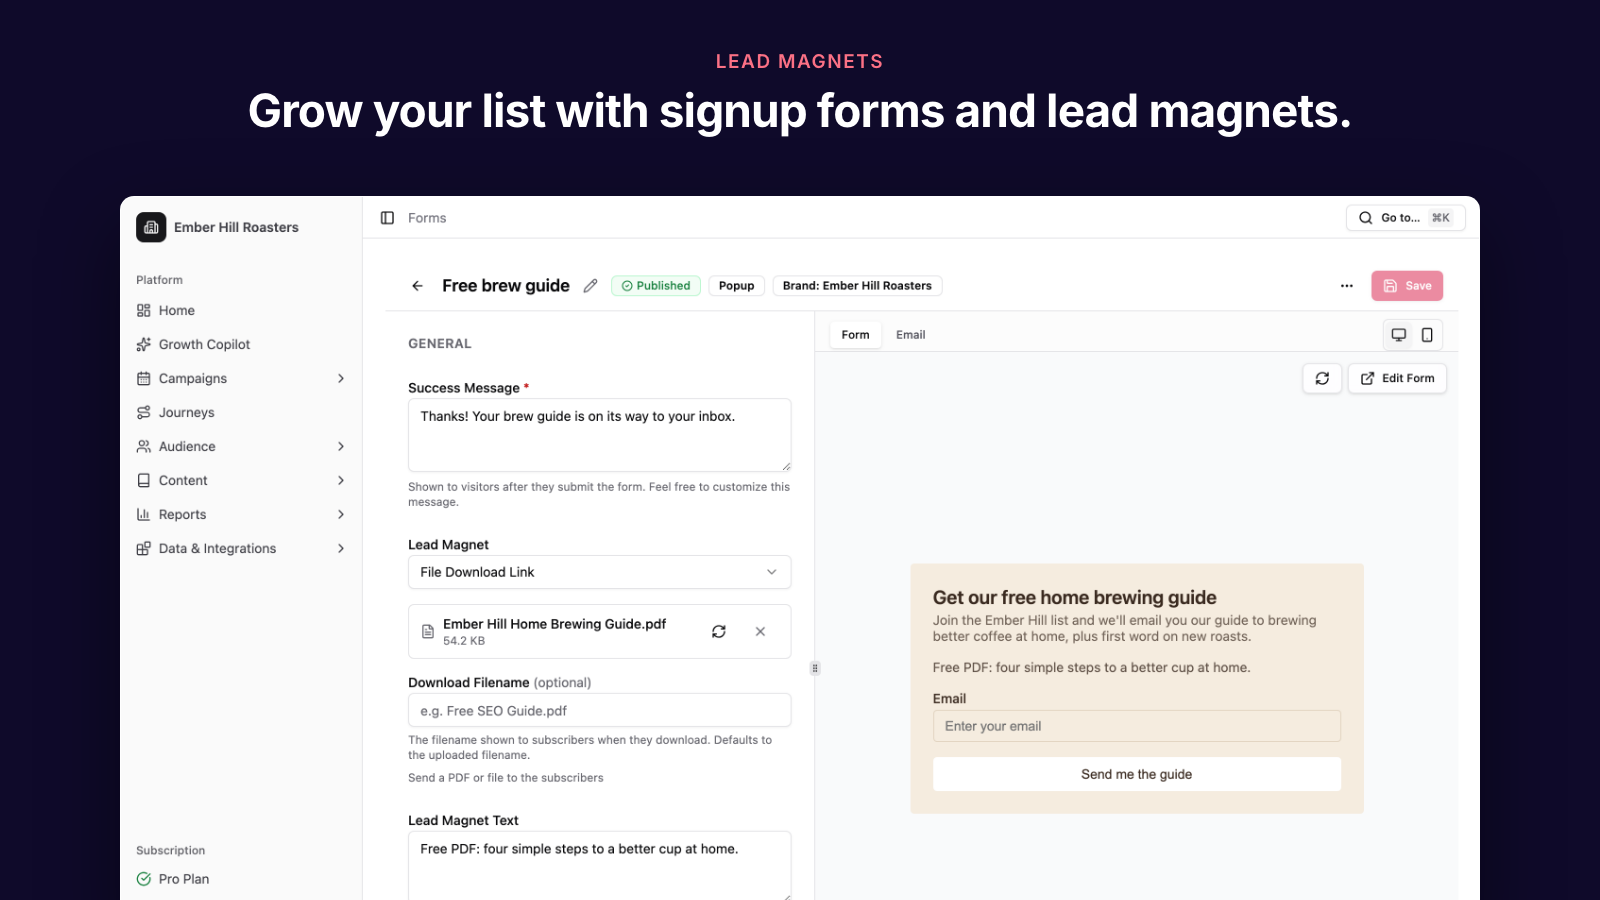 LEAD MAGNETS
Grow your list with signup forms and lead magnets.
Ember Hill Roasters
Platform
Home
Growth Copilot
Campaigns
Journeys
Audience
Content
Reports
Data & Integrations
Subscription
Pro Plan
Forms
Go to... ⌘K
Free brew guide
Published
Popup
Brand: Ember Hill Roasters
Save
GENERAL
Success Message *
Thanks! Your brew guide is on its way to your inbox.
Shown to visitors after they submit the form. Feel free to customize this
message.
Lead Magnet
File Download Link
Ember Hill Home Brewing Guide.pdf
54.2 KB
Download Filename (optional)
e.g. Free SEO Guide.pdf
The filename shown to subscribers when they download. Defaults to
the uploaded filename.
Send a PDF or file to the subscribers
Lead Magnet Text
Free PDF: four simple steps to a better cup at home.
Form
Email
Edit Form
Get our free home brewing guide
Join the Ember Hill list and we'll email you our guide to brewing
better coffee at home, plus first word on new roasts.
Free PDF: four simple steps to a better cup at home.
Email
Enter your email
Send me the guide